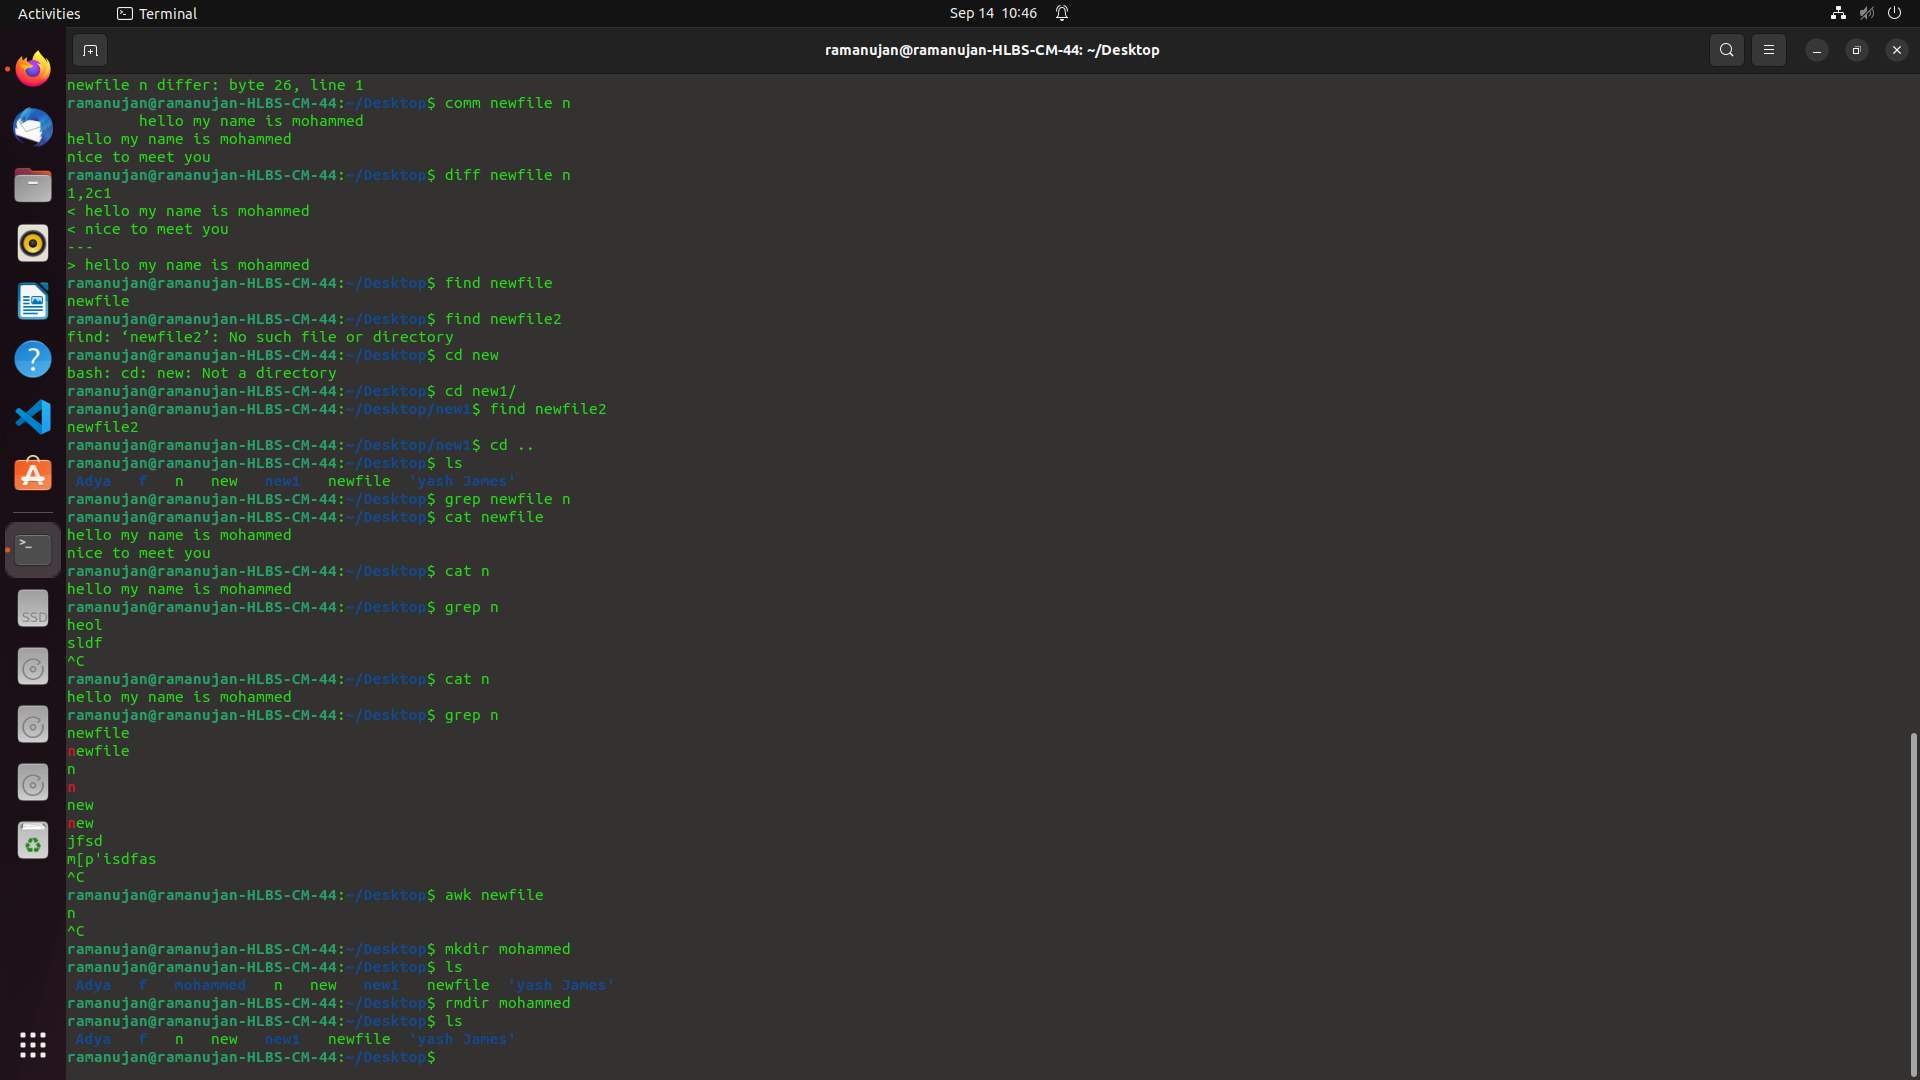 Activities Terminal Sep 14 10:46
ramanujan@ramanujan-HLBS-CM-44: ~/Desktop
newfile n differ: byte 26, line 1
ramanujan@ramanujan-HLBS-CM-44:~/Desktop$ comm newfile n
hello my name is mohammed
hello my name is mohammed
nice to meet you
ramanujan@ramanujan-HLBS-CM-44:~/Desktop$ diff newfile n
1,2c1
< hello my name is mohammed
< nice to meet you
---
> hello my name is mohammed
ramanujan@ramanujan-HLBS-CM-44:~/Desktop$ find newfile
newfile
ramanujan@ramanujan-HLBS-CM-44:~/Desktop$ find newfile2
find: ‘newfile2’: No such file or directory
ramanujan@ramanujan-HLBS-CM-44:~/Desktop$ cd new
bash: cd: new: Not a directory
ramanujan@ramanujan-HLBS-CM-44:~/Desktop$ cd new1/
ramanujan@ramanujan-HLBS-CM-44:~/Desktop/new1$ find newfile2
newfile2
ramanujan@ramanujan-HLBS-CM-44:~/Desktop/new1$ cd ..
ramanujan@ramanujan-HLBS-CM-44:~/Desktop$ ls
Adya f n new new1 newfile 'yash James'
ramanujan@ramanujan-HLBS-CM-44:~/Desktop$ grep newfile n
ramanujan@ramanujan-HLBS-CM-44:~/Desktop$ cat newfile
hello my name is mohammed
nice to meet you
ramanujan@ramanujan-HLBS-CM-44:~/Desktop$ cat n
hello my name is mohammed
ramanujan@ramanujan-HLBS-CM-44:~/Desktop$ grep n
heol
sldf
^C
ramanujan@ramanujan-HLBS-CM-44:~/Desktop$ cat n
hello my name is mohammed
ramanujan@ramanujan-HLBS-CM-44:~/Desktop$ grep n
newfile
newfile
n
n
new
new
jfsd
m[p'isdfas
^C
ramanujan@ramanujan-HLBS-CM-44:~/Desktop$ awk newfile
n
^C
ramanujan@ramanujan-HLBS-CM-44:~/Desktop$ mkdir mohammed
ramanujan@ramanujan-HLBS-CM-44:~/Desktop$ ls
Adya f mohammed n new new1 newfile 'yash James'
ramanujan@ramanujan-HLBS-CM-44:~/Desktop$ rmdir mohammed
ramanujan@ramanujan-HLBS-CM-44:~/Desktop$ ls
Adya f n new new1 newfile 'yash James'
ramanujan@ramanujan-HLBS-CM-44:~/Desktop$
SSD